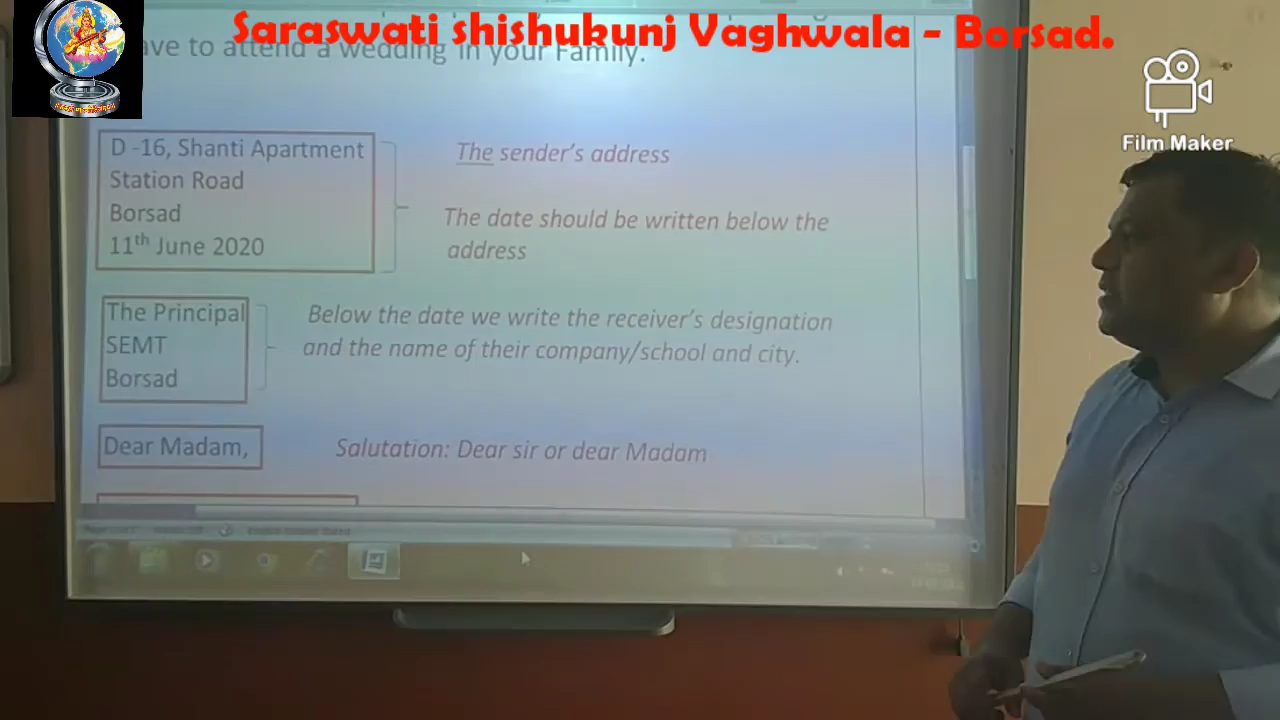 Saraswati shishukunj Vaghwala - Borsad.
ave to attend a wedding in your Family.
Film Maker
D -16, Shanti Apartment
Station Road
Borsad
11th June 2020
The sender's address
The date should be written below the
address
The Principal
SEMT
Borsad
Below the date we write the receiver's designation
and the name of their company/school and city.
Dear Madam,
Salutation: Dear sir or dear Madam